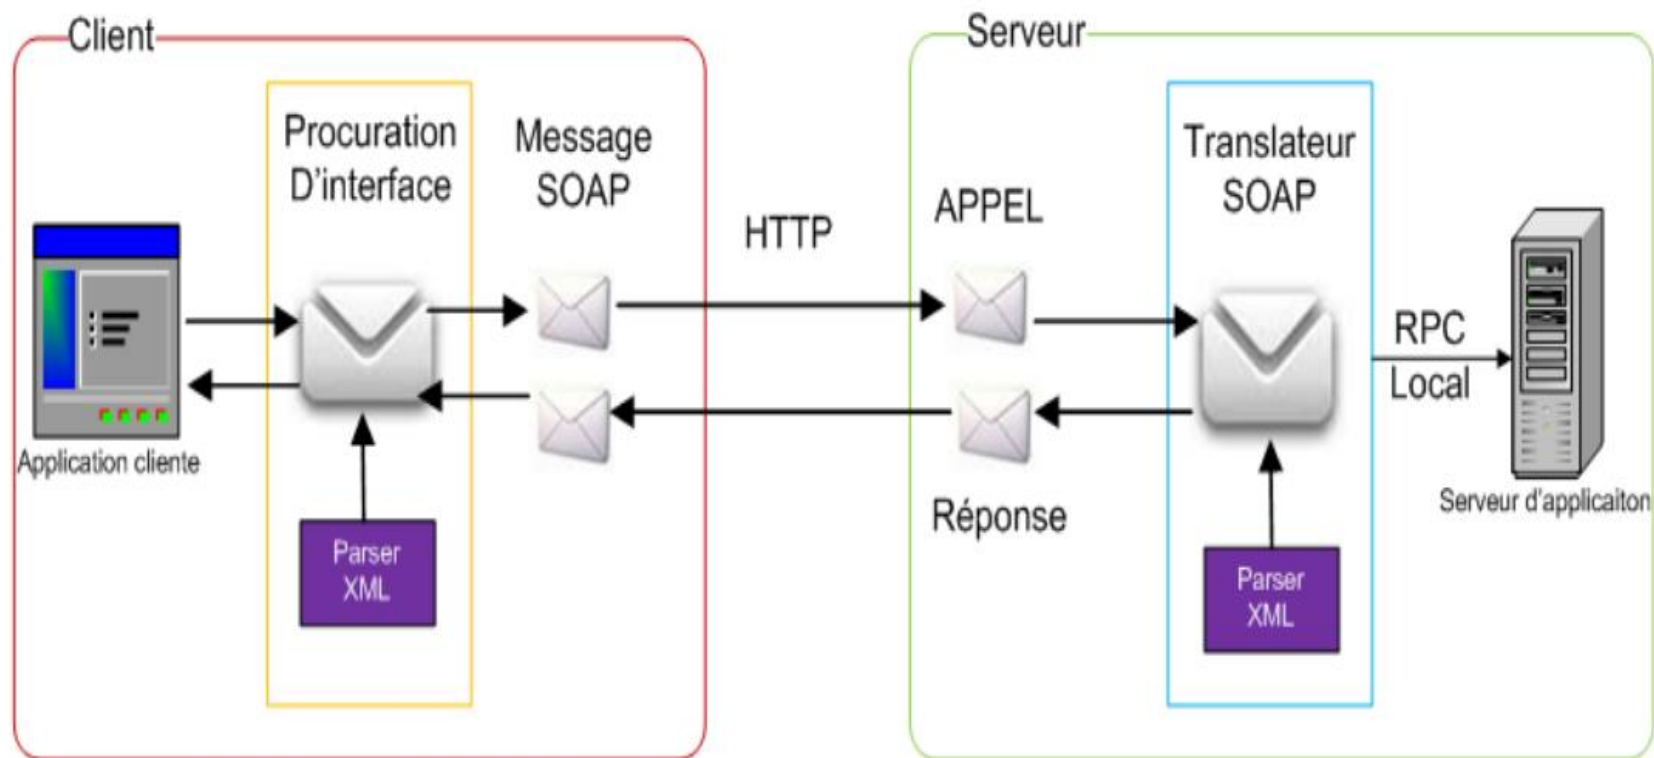 Client
Serveur
Procuration
D'interface
Message
SOAP
HTTP
APPEL
Translateur
SOAP
RPC
Local
Application cliente
Serveur d'applicaiton
Réponse
Parser
XML
Parser
XML